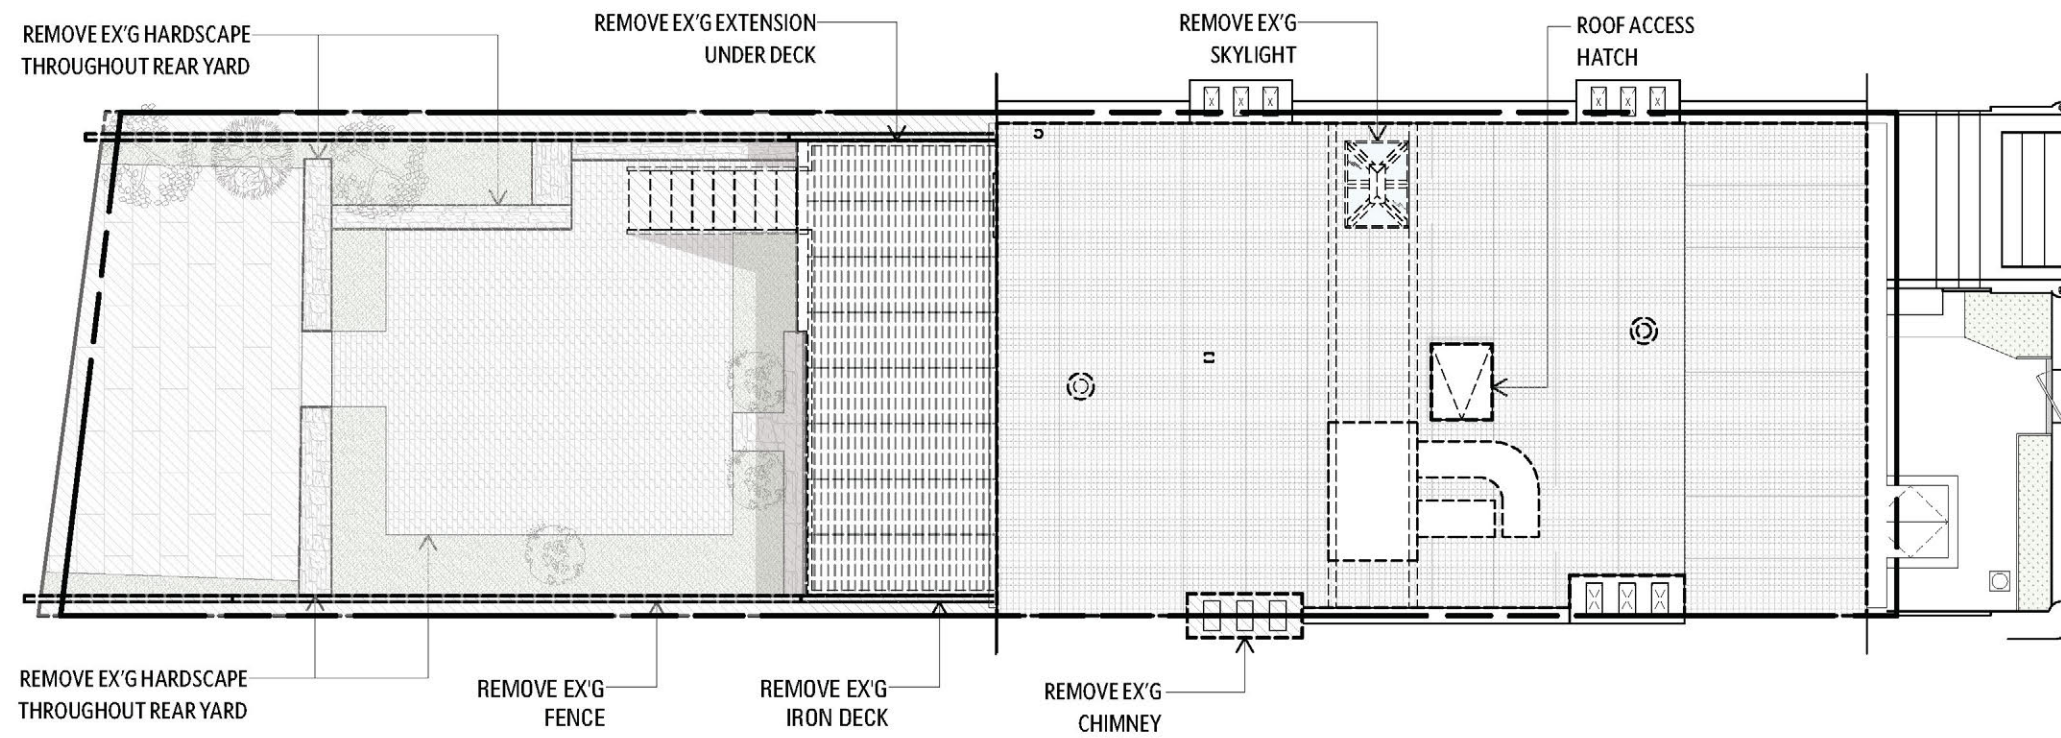 REMOVE EX'G HARDSCAPE
THROUGHOUT REAR YARD
REMOVE EX'G EXTENSION
UNDER DECK
REMOVE EX'G
SKYLIGHT
ROOF ACCESS
HATCH
REMOVE EX'G HARDSCAPE
THROUGHOUT REAR YARD
REMOVE EX'G
FENCE
REMOVE EX'G
IRON DECK
REMOVE EX'G
CHIMNEY